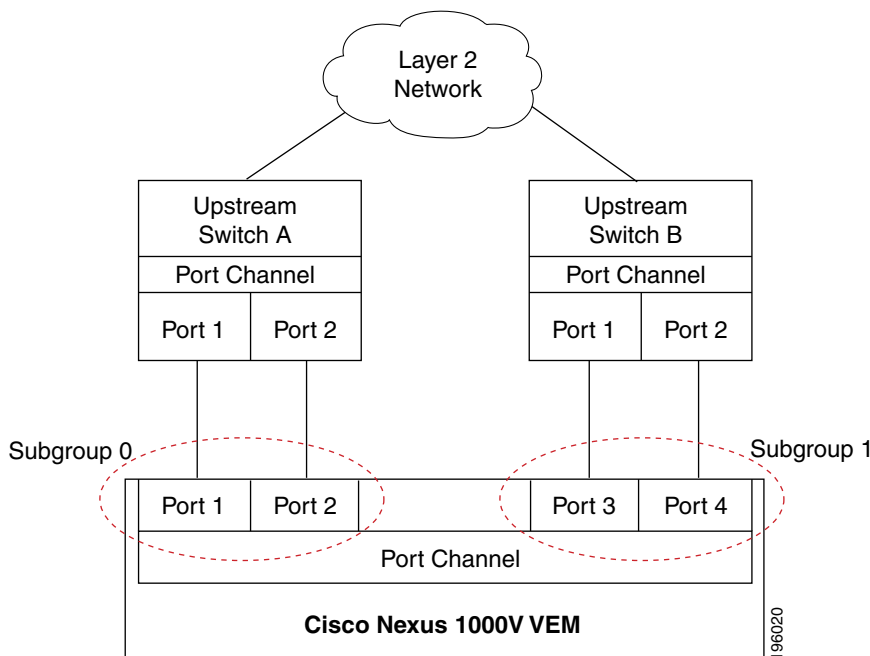 Layer 2
Network
Upstream
Switch A
Upstream
Switch B
Port Channel
Port Channel
Port 1
Port 2
Port 1
Port 2
Subgroup 0
Subgroup 1
Port 1
Port 2
Port 3
Port 4
Port Channel
Cisco Nexus 1000V VEM
196020